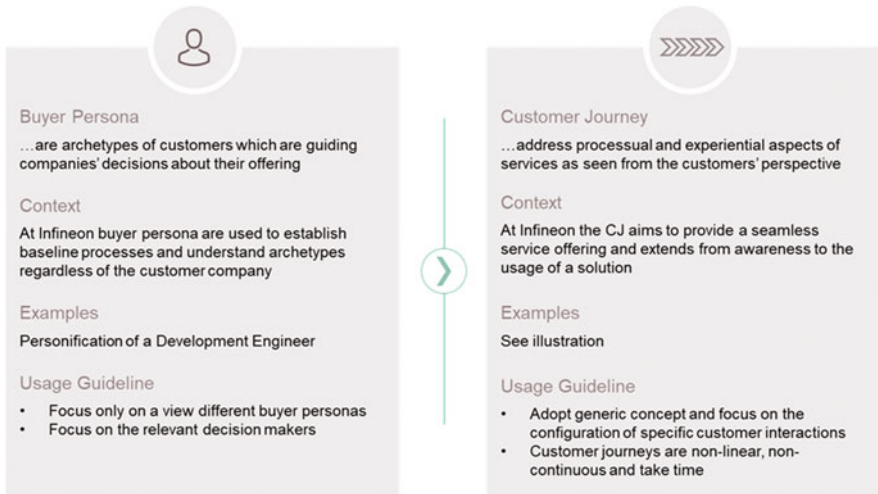 Buyer Persona
…are archetypes of customers which are guiding
companies' decisions about their offering
Context
At Infineon buyer persona are used to establish
baseline processes and understand archetypes
regardless of the customer company
Examples
Personification of a Development Engineer
Usage Guideline
• Focus only on a view different buyer personas
• Focus on the relevant decision makers
Customer Journey
…address processual and experiential aspects of
services as seen from the customers' perspective
Context
At Infineon the CJ aims to provide a seamless
service offering and extends from awareness to the
usage of a solution
Examples
See illustration
Usage Guideline
• Adopt generic concept and focus on the
configuration of specific customer interactions
• Customer journeys are non-linear, non-
continuous and take time